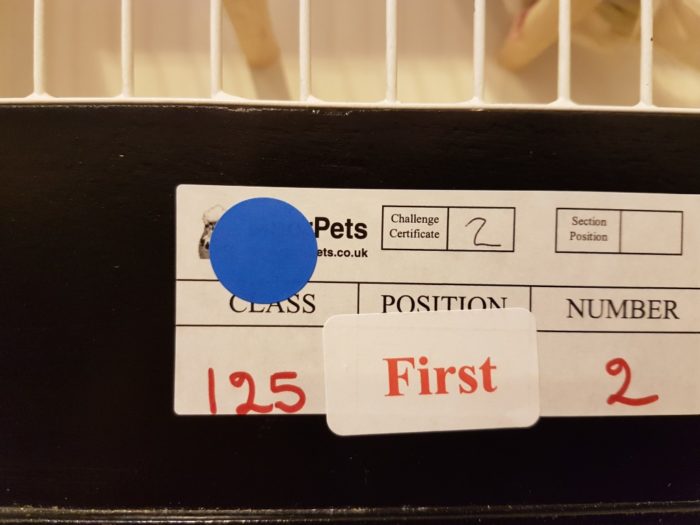 Pets
ets.co.uk
Challenge
Certificate
2
Section
Position
CLASS POSITION NUMBER
125 First 2